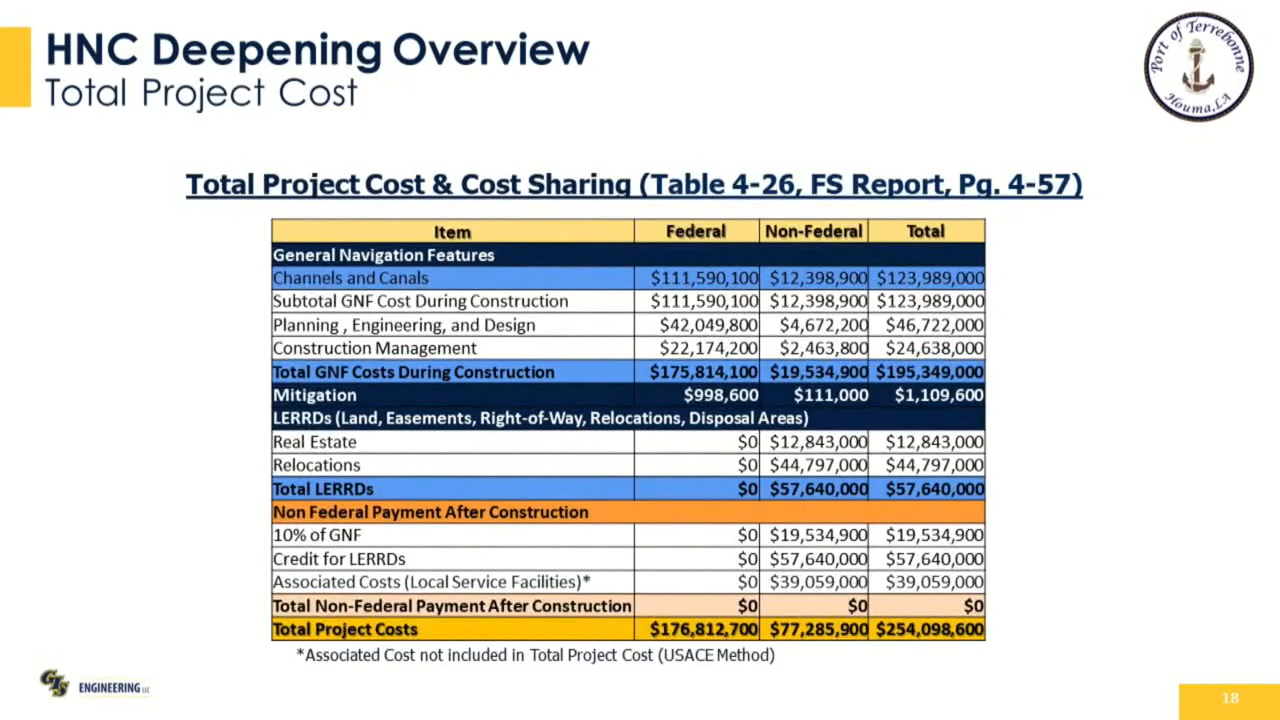 HNC Deepening Overview
Total Project Cost
Port of Terrebonne
Houma, LA
Total Project Cost & Cost Sharing (Table 4-26, FS Report, Pg. 4-57)
Item Federal Non-Federal Total
General Navigation Features
Channels and Canals $111,590,100 $12,398,900 $123,989,000
Subtotal GNF Cost During Construction $111,590,100 $12,398,900 $123,989,000
Planning , Engineering, and Design $42,049,800 $4,672,200 $46,722,000
Construction Management $22,174,200 $2,463,800 $24,638,000
Total GNF Costs During Construction $175,814,100 $19,534,900 $195,349,000
Mitigation $998,600 $111,000 $1,109,600
LERRDs (Land, Easements, Right-of-Way, Relocations, Disposal Areas)
Real Estate $0 $12,843,000 $12,843,000
Relocations $0 $44,797,000 $44,797,000
Total LERRDs $0 $57,640,000 $57,640,000
Non Federal Payment After Construction
10% of GNF $0 $19,534,900 $19,534,900
Credit for LERRDs $0 $57,640,000 $57,640,000
Associated Costs (Local Service Facilities)* $0 $39,059,000 $39,059,000
Total Non-Federal Payment After Construction $0 $0 $0
Total Project Costs $176,812,700 $77,285,900 $254,098,600
*Associated Cost not included in Total Project Cost (USACE Method)
GIS ENGINEERING LLC
18